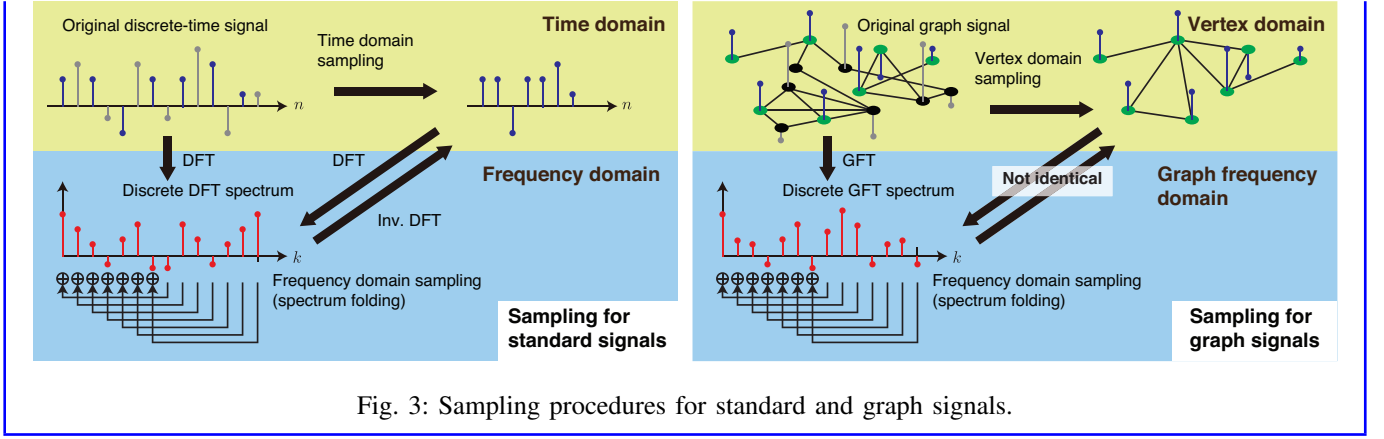 Original discrete-time signal
Time domain
Time domain
sampling
n
n
DFT
DFT
Frequency domain
Discrete DFT spectrum
Inv. DFT
k
Frequency domain sampling
(spectrum folding)
Sampling for
standard signals
Original graph signal
Vertex domain
Vertex domain
sampling
GFT
Not identical
Graph frequency
domain
Discrete GFT spectrum
k
Frequency domain sampling
(spectrum folding)
Sampling for
graph signals
Fig. 3: Sampling procedures for standard and graph signals.